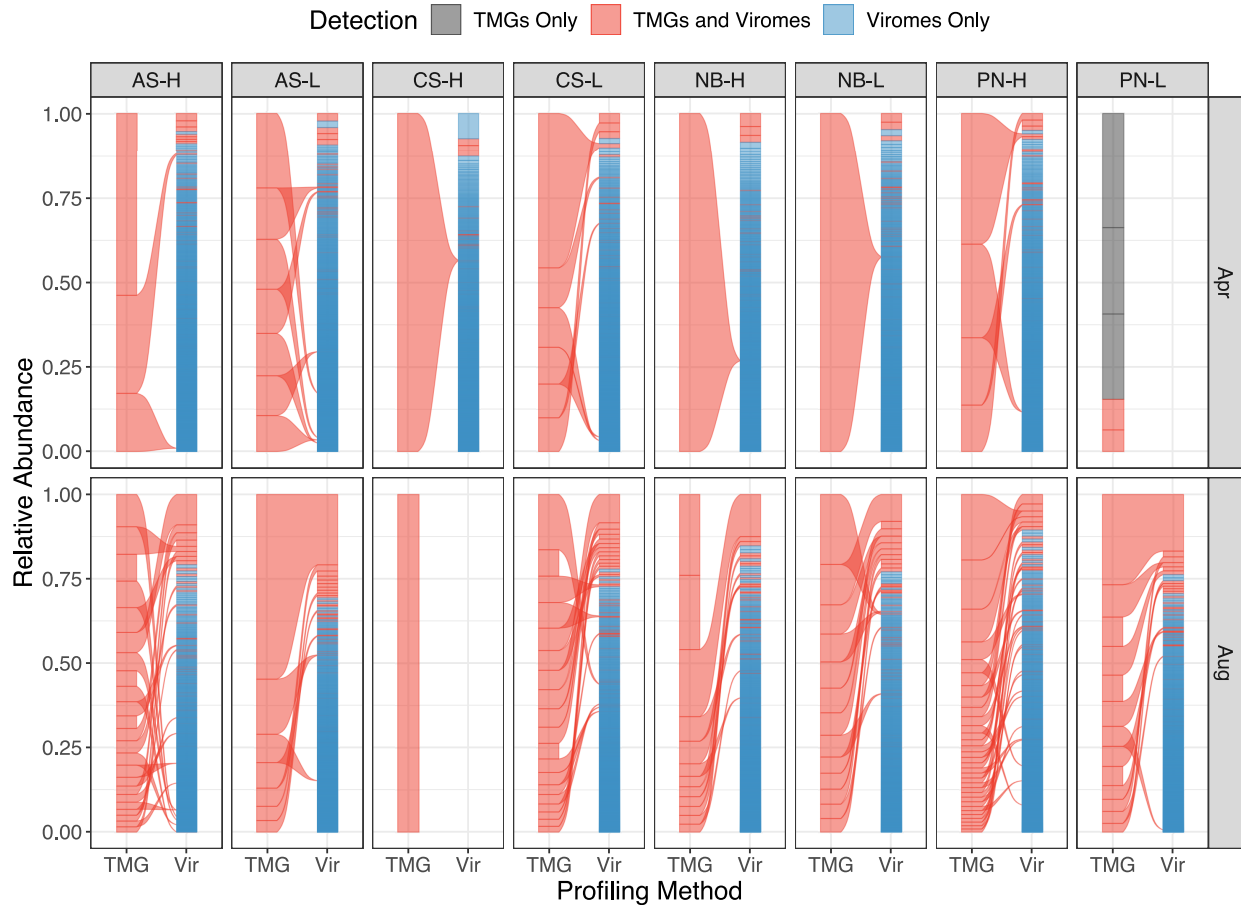 Detection TMGs Only TMGs and Viromes Viromes Only
AS-H AS-L CS-H CS-L NB-H NB-L PN-H PN-L
1.00
0.75
0.50
0.25
0.00
Apr
Relative Abundance
1.00
0.75
0.50
0.25
0.00
Aug
TMG Vir TMG Vir TMG Vir TMG Vir TMG Vir TMG Vir TMG Vir TMG Vir
Profiling Method